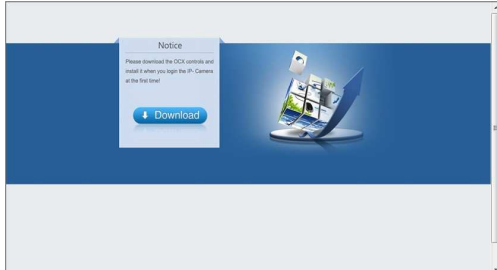 Notice
Please download the OCX controls and
install it when you login the IP- Camera
at the first time!
Download